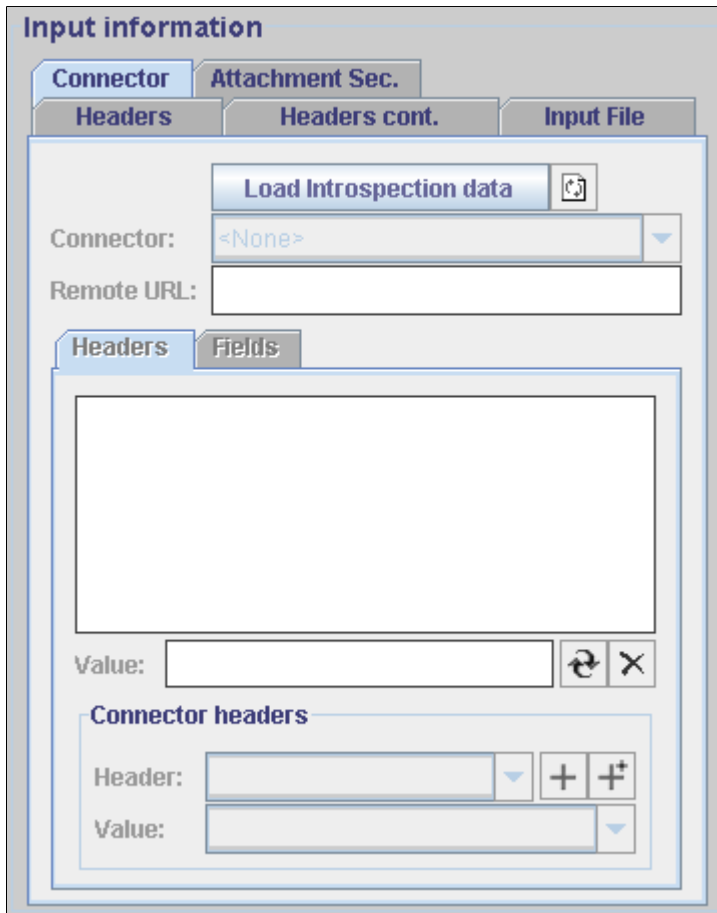 Input information
Connector Attachment Sec.
Headers Headers cont. Input File
Load Introspection data
Connector: <None>
Remote URL:
Headers Fields
Value:
Connector headers
Header:
Value: